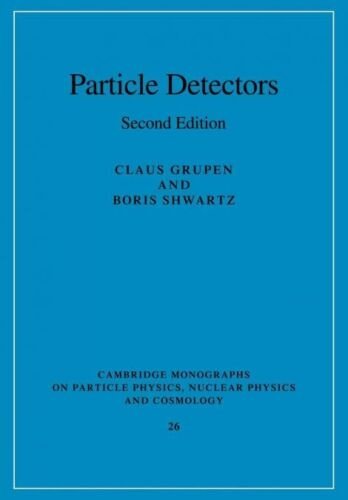 Particle Detectors
Second Edition
CLAUS GRUPEN
AND
BORIS SHWARTZ
CAMBRIDGE MONOGRAPHS
ON PARTICLE PHYSICS, NUCLEAR PHYSICS
AND COSMOLOGY
26